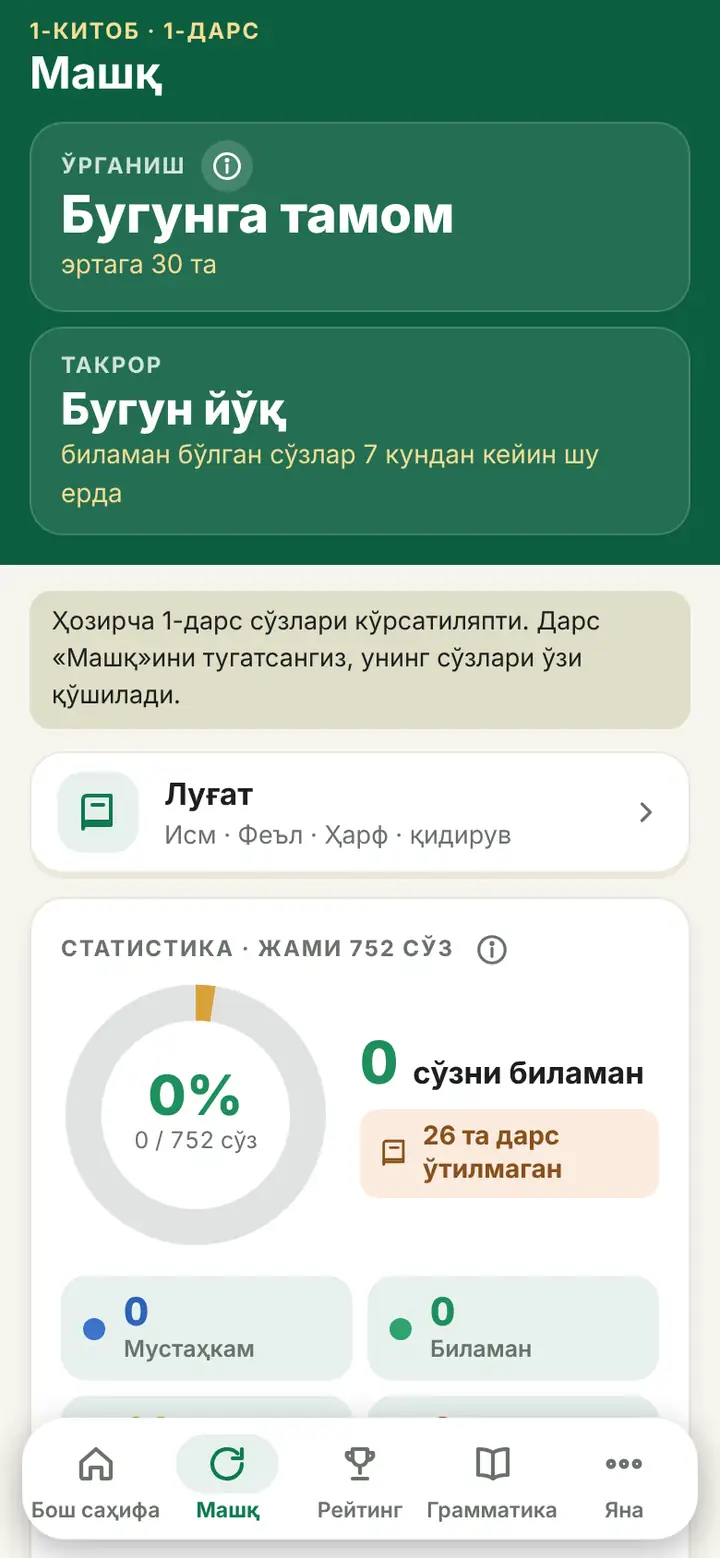 1-КИТОБ · 1-ДАРС
Машқ
ЎРГАНИШ
Бугунга тамом
эртага 30 та
ТАКРОР
Бугун йўқ
биламан бўлган сўзлар 7 кундан кейин шу
ерда
Ҳозирча 1-дарс сўзлари кўрсатиляпти. Дарс
«Машқ»ини тугатсангиз, унинг сўзлари ўзи
қўшилади.
Луғат
Исм · Феъл · Ҳарф · қидирув
СТАТИСТИКА · ЖАМИ 752 СЎЗ
0%
0 / 752 сўз
0 сўзни биламан
26 та дарс
ўтилмаган
0
Мустаҳкам
0
Биламан
Бош саҳифа
Машқ
Рейтинг
Грамматика
Яна